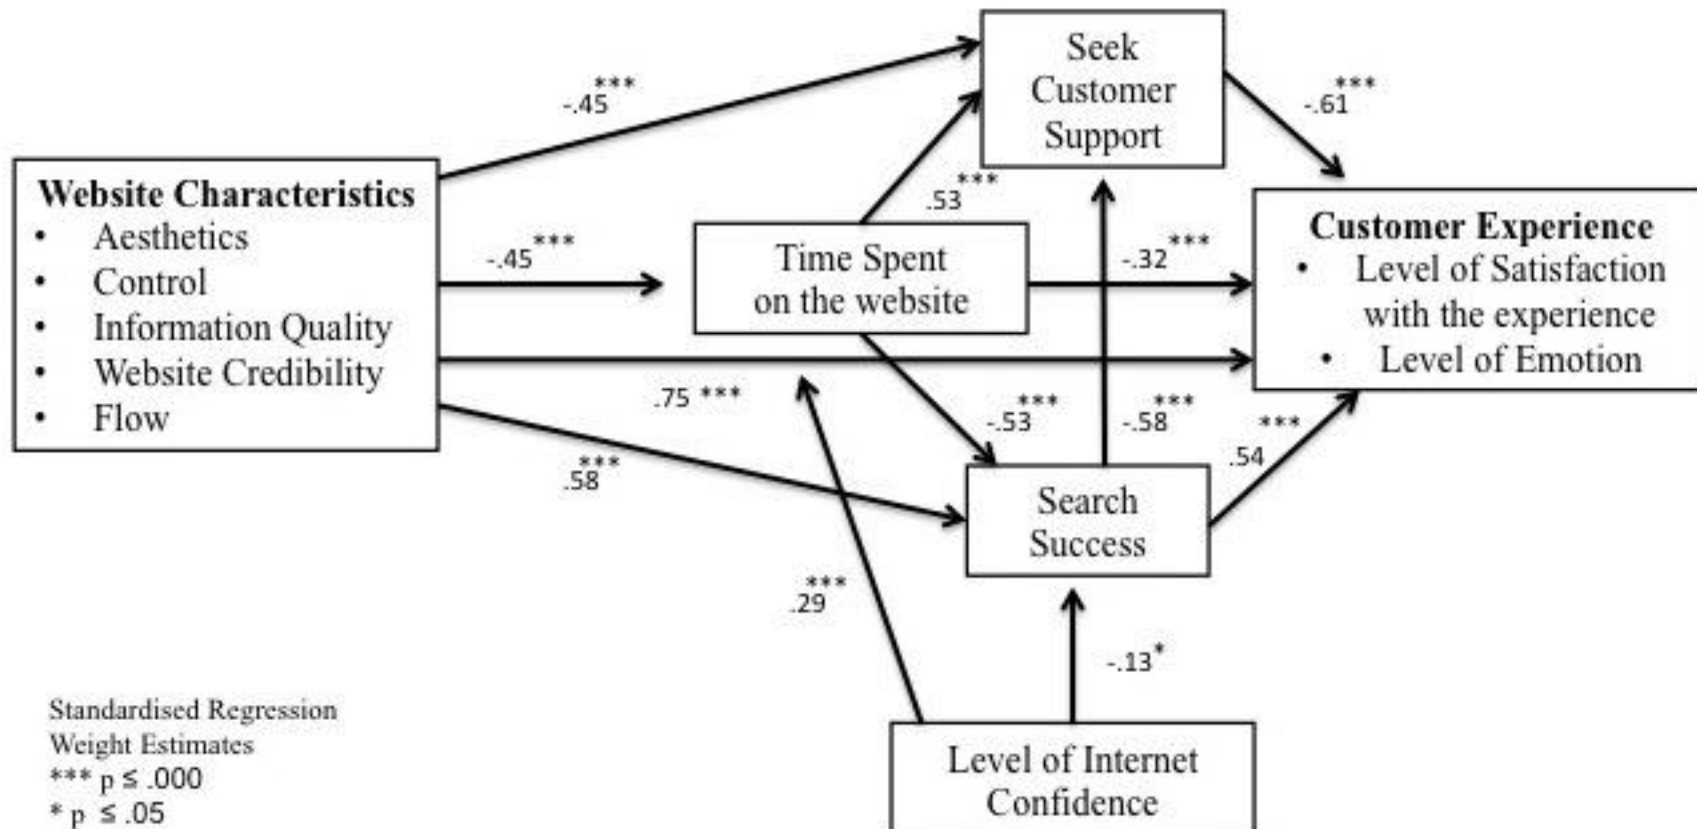 Seek
Customer
Support
-.45***
-.61***
Website Characteristics
• Aesthetics
• Control
• Information Quality
• Website Credibility
• Flow
.53***
-.45***
Time Spent
on the website
-.32***
Customer Experience
• Level of Satisfaction
with the experience
• Level of Emotion
.75 ***
-.53***
-.58***
.54***
.58***
Search
Success
.29***
-.13*
Level of Internet
Confidence
Standardised Regression
Weight Estimates
*** p ≤ .000
* p ≤ .05